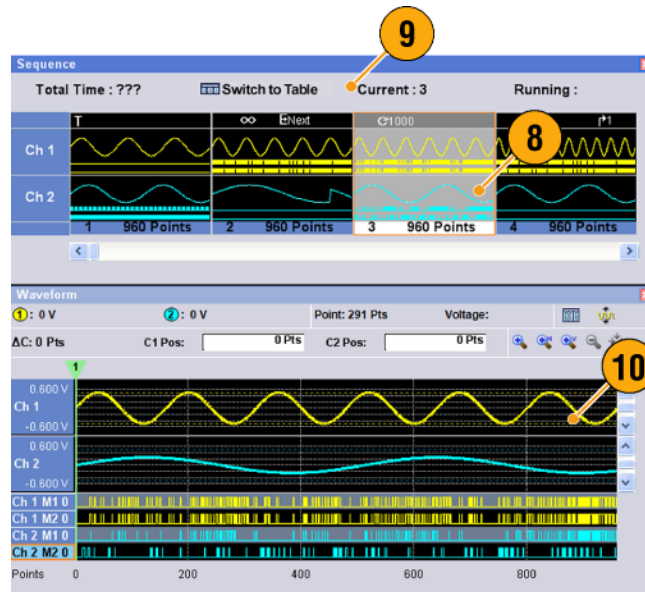 9
Sequence
Total Time : ??? Switch to Table Current : 3 Running :
T ∞ Next 1000 1
Ch 1
8
Ch 2
1 960 Points 2 960 Points 3 960 Points 4 960 Points
Waveform
1 : 0 V 2 : 0 V Point: 291 Pts Voltage:
ΔC: 0 Pts C1 Pos: 0 Pts C2 Pos: 0 Pts
1
10
0.600 V
Ch 1
-0.600 V
0.600 V
Ch 2
-0.600 V
Ch 1 M1 0
Ch 1 M2 0
Ch 2 M1 0
Ch 2 M2 0
Points 0 200 400 600 800